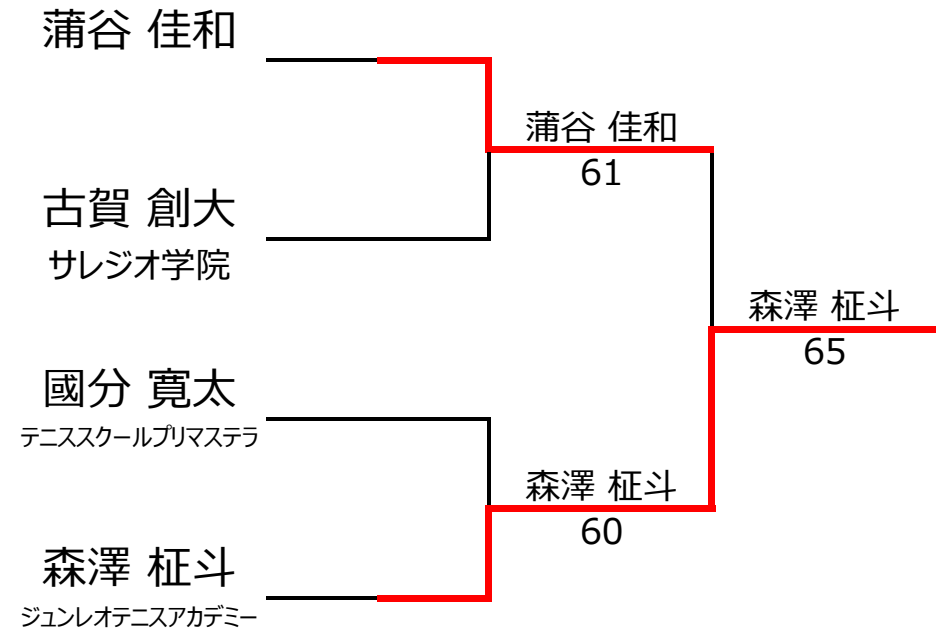 蒲谷 佳和
蒲谷 佳和
61
古賀 創大
サレジオ学院
森澤 柾斗
65
國分 寛太
テニススクールプリマステラ
森澤 柾斗
60
森澤 柾斗
ジュンレオテニスアカデミー